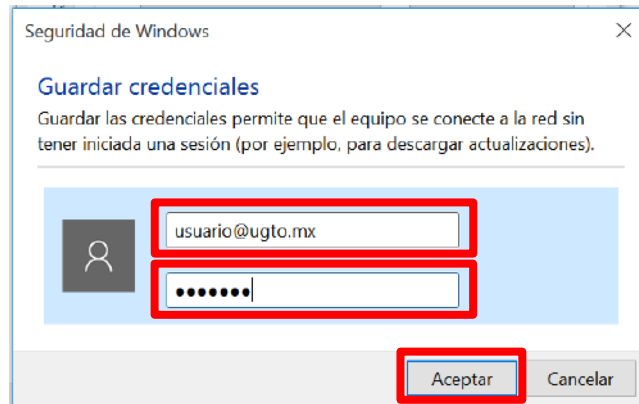 Seguridad de Windows
Guardar credenciales
Guardar las credenciales permite que el equipo se conecte a la red sin
tener iniciada una sesión (por ejemplo, para descargar actualizaciones).
usuario@ugto.mx
●●●●●●●
Aceptar Cancelar